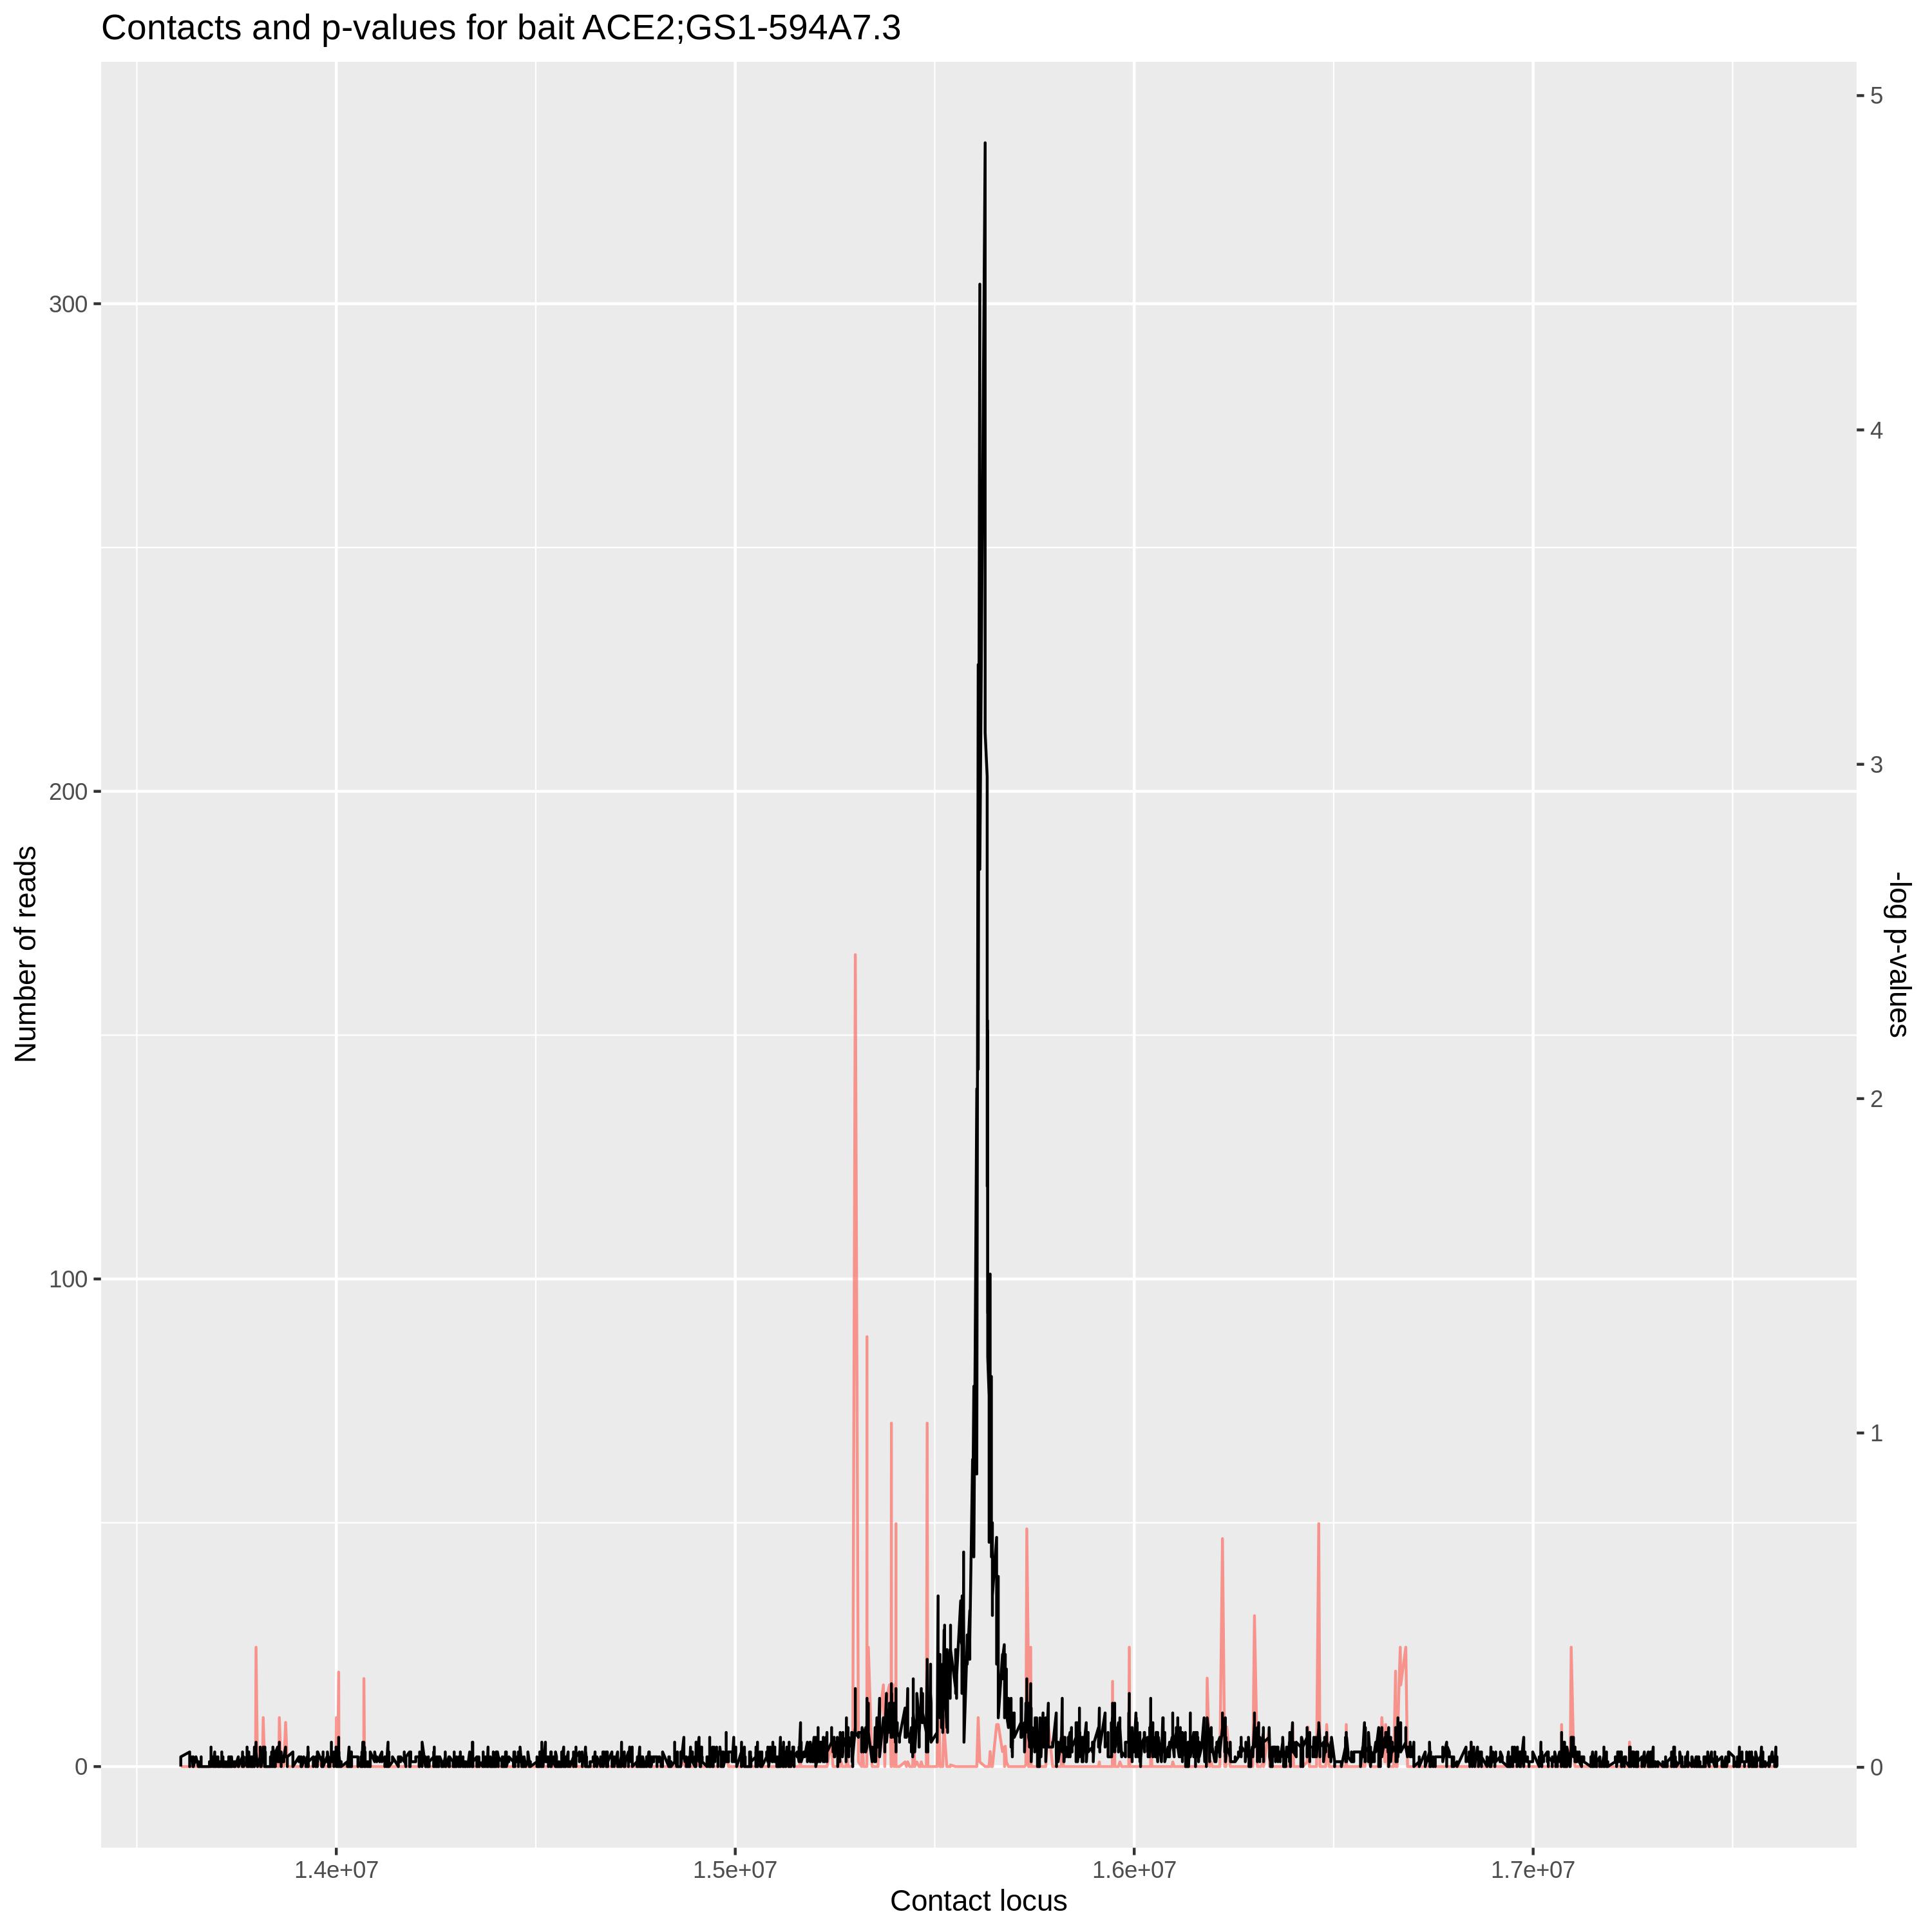 Contacts and p-values for bait ACE2;GS1-594A7.3
Number of reads
300
200
100
0
5
4
3
2
1
0
-log p-values
1.4e+07
1.5e+07
1.6e+07
1.7e+07
Contact locus